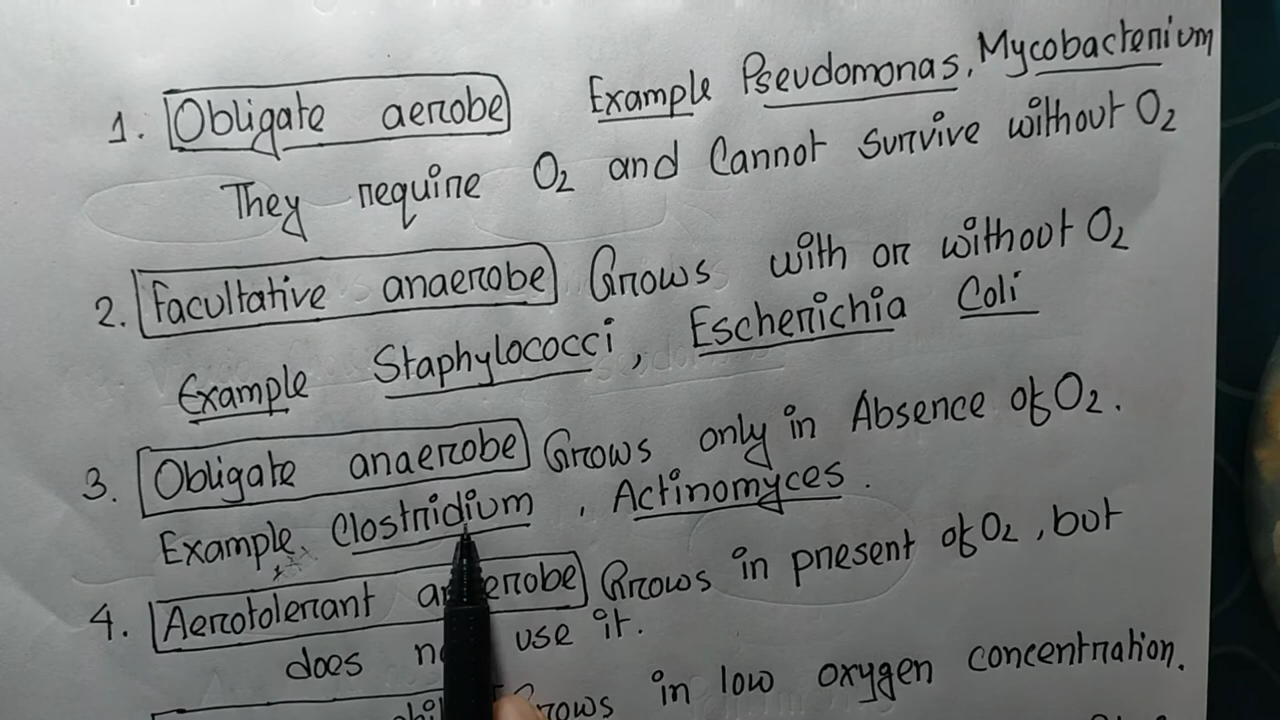 1. Obligate aerobe Example Pseudomonas, Mycobacterium
They require O₂ and Cannot survive without O₂
2. Facultative anaerobe Grows with or without O₂
Example Staphylococci, Escherichia Coli
3. Obligate anaerobe Grows only in Absence of O₂.
Example, Clostridium, Actinomyces.
4. Aerotolerant anaerobe Grows in present of O₂, but
does use it.
Grows in low oxygen concentration.